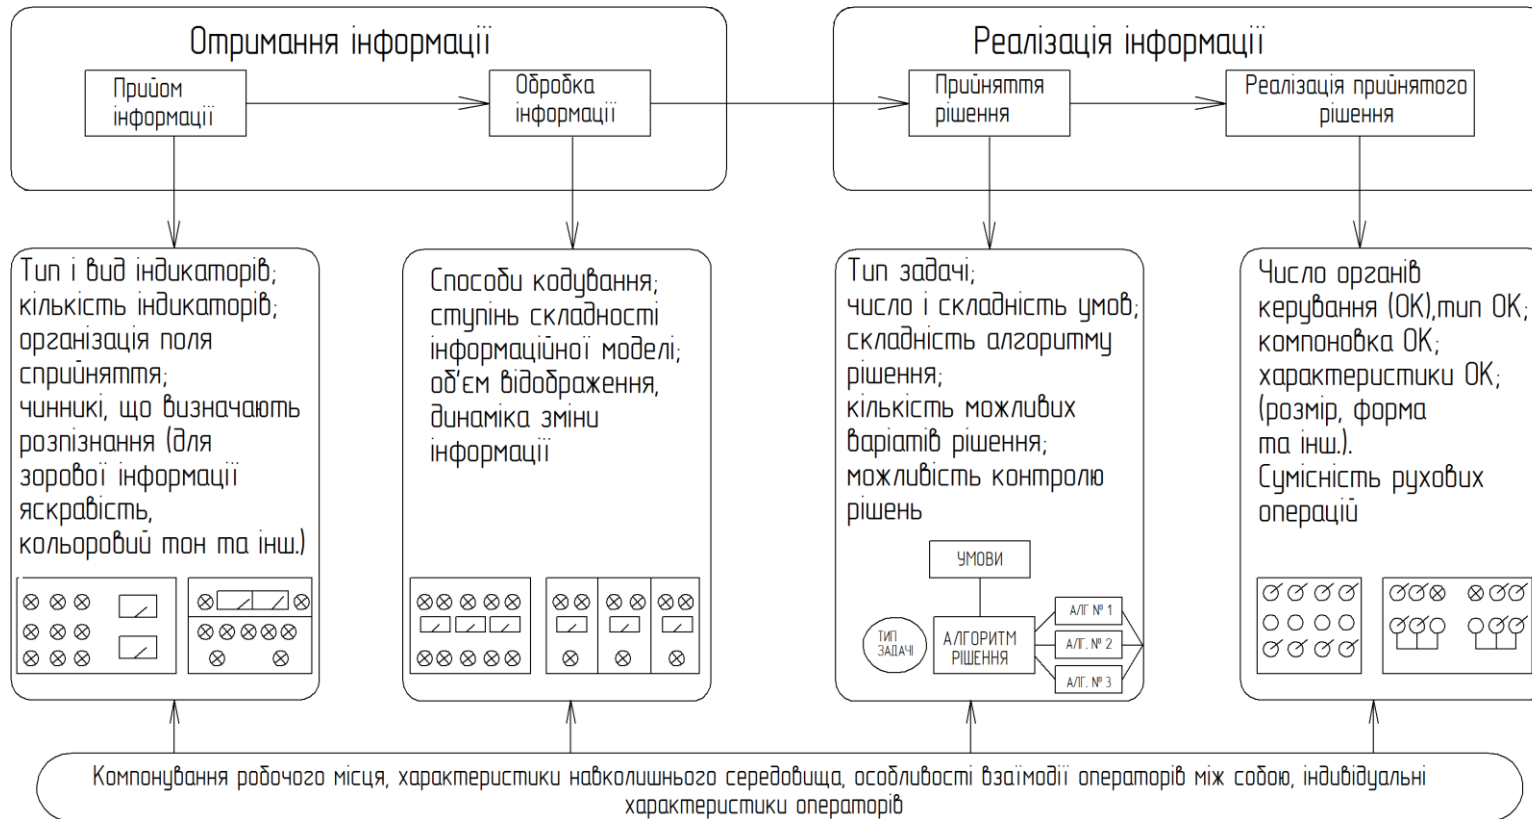 Отримання інформації
Прийом
інформації
Обробка
інформації
Реалізація інформації
Прийняття
рішення
Реалізація прийнятого
рішення
Тип і вид індикаторів;
кількість індикаторів;
організація поля
сприйняття;
чинникі, що визначають
розпізнання (для
зорової інформації
яскравість,
кольоровий тон та інш.)
Способи кодування;
ступінь складності
інформаційної моделі;
об'єм відображення,
динаміка зміни
інформації
Тип задачі;
число і складність умов;
складність алгоритму
рішення;
кількість можливих
варіатів рішення;
можливість контролю
рішень
УМОВИ
ТИП
ЗАДАЧІ
АЛГОРИТМ
РІШЕННЯ
АЛГ № 1
АЛГ. № 2
АЛГ. № 3
Число органів
керування (ОК),тип ОК;
компоновка ОК;
характеристики ОК;
(розмір, форма
та інш.).
Сумісність рухових
операцій
Компонування робочого місця, характеристики навколишнього середовища, особливості взаїмодії операторів між собою, індивідуальні
характеристики операторів